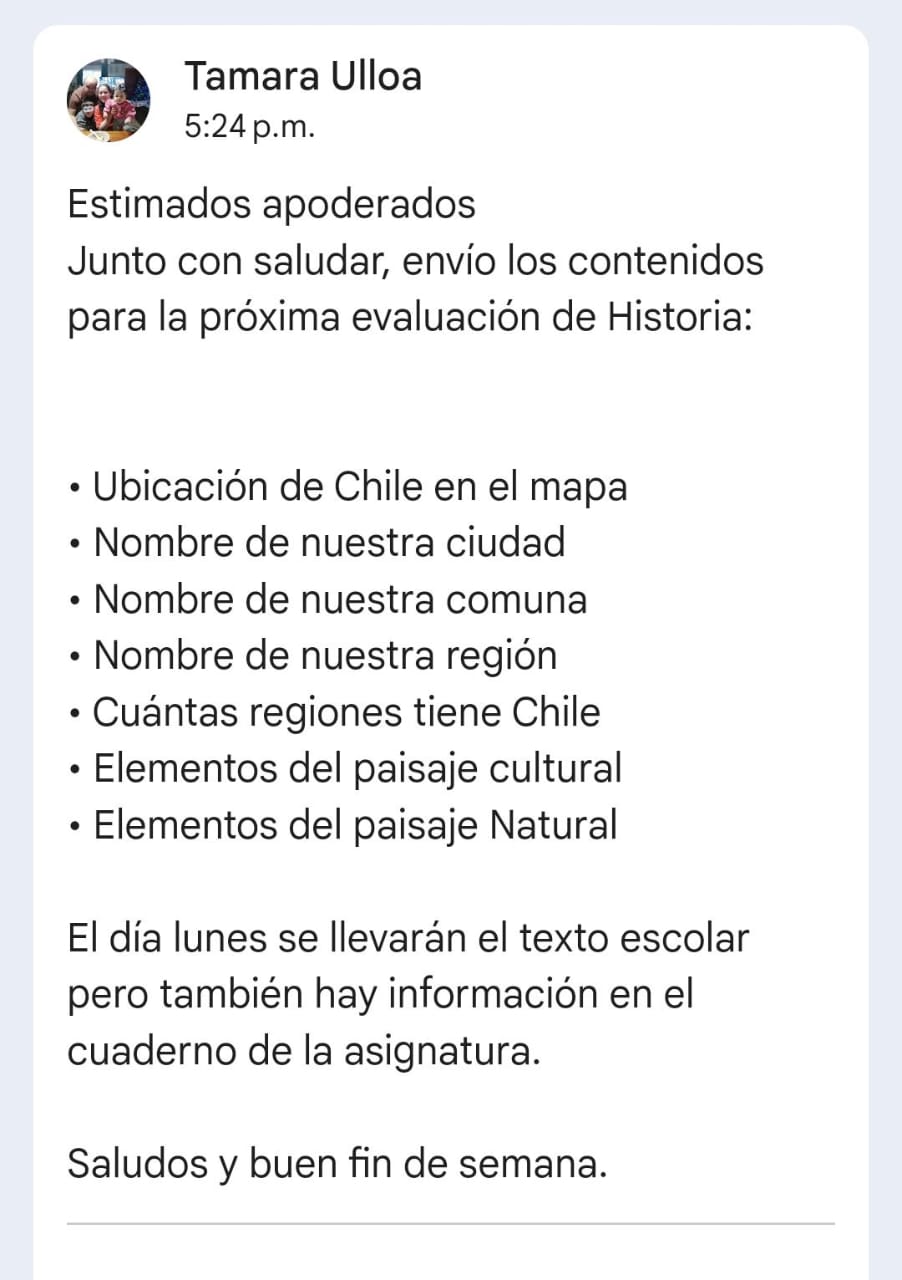 Tamara Ulloa
5:24 p.m.
Estimados apoderados
Junto con saludar, envío los contenidos
para la próxima evaluación de Historia:
• Ubicación de Chile en el mapa
• Nombre de nuestra ciudad
• Nombre de nuestra comuna
• Nombre de nuestra región
• Cuántas regiones tiene Chile
• Elementos del paisaje cultural
• Elementos del paisaje Natural
El día lunes se llevarán el texto escolar
pero también hay información en el
cuaderno de la asignatura.
Saludos y buen fin de semana.